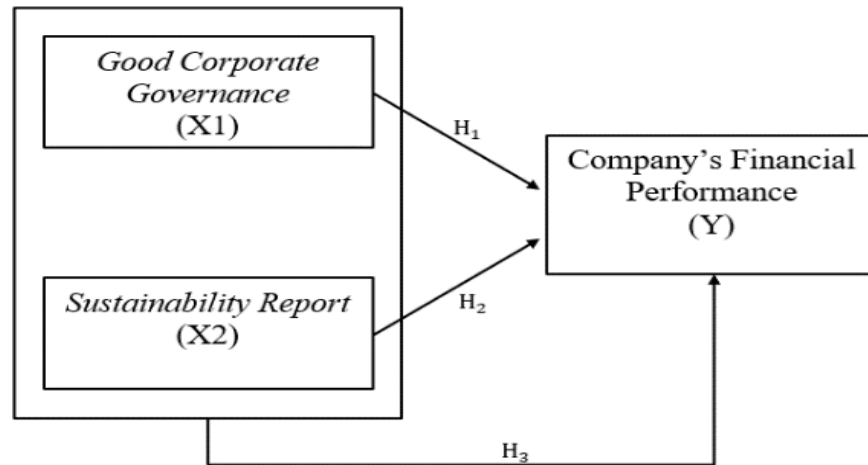 Good Corporate
Governance
(X1)
H₁
Company's Financial
Performance
(Y)
Sustainability Report
(X2)
H₂
H₃